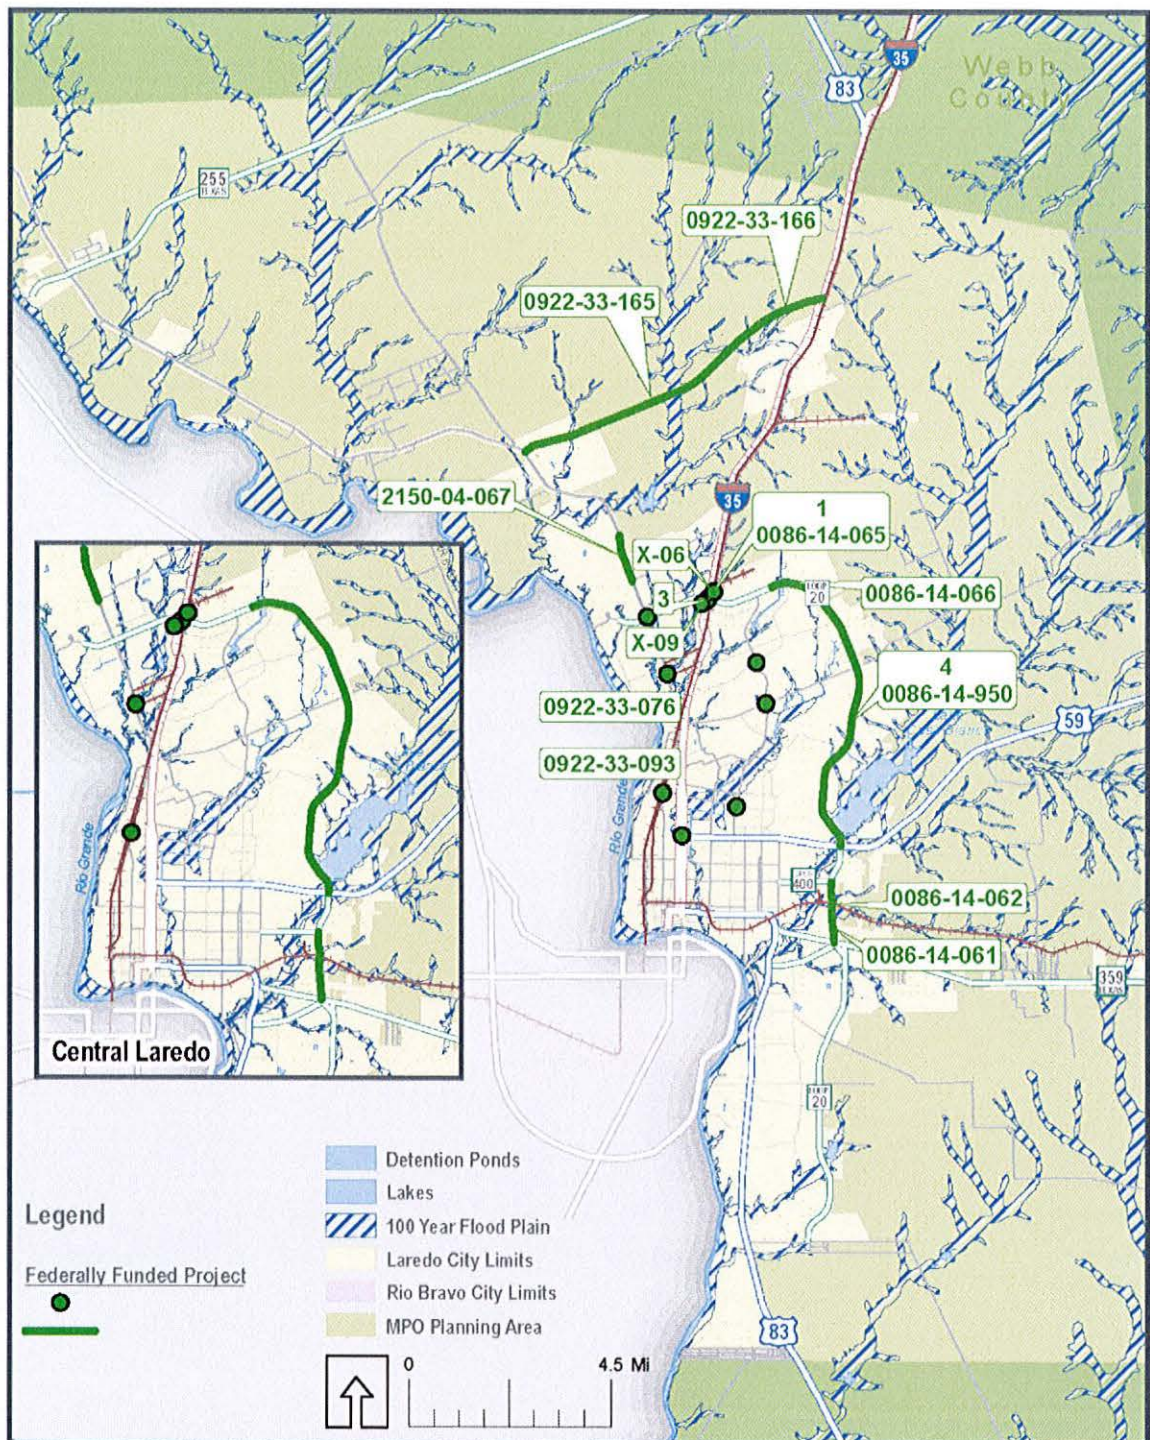 Webb
County
35
83
255
TEXAS
0922-33-166
0922-33-165
2150-04-067
35
1
0086-14-065
X-06
3
X-09
LOOP
20
0086-14-066
4
0086-14-950
59
0922-33-076
0922-33-093
Rio Grande
400
0086-14-062
0086-14-061
359
TEXAS
LOOP
20
83
Rio Grande
Central Laredo
Legend
Federally Funded Project
Detention Ponds
Lakes
100 Year Flood Plain
Laredo City Limits
Rio Bravo City Limits
MPO Planning Area
0
4.5 Mi